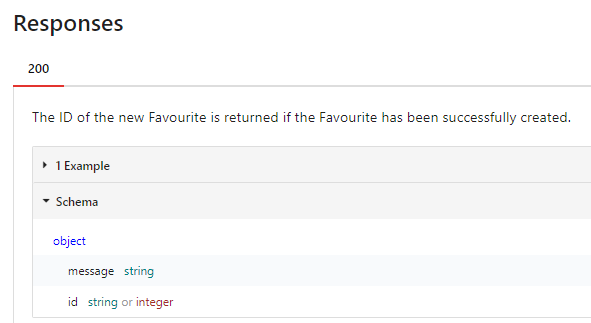 Responses
200
The ID of the new Favourite is returned if the Favourite has been successfully created.
1 Example
Schema
object
message string
id string or integer